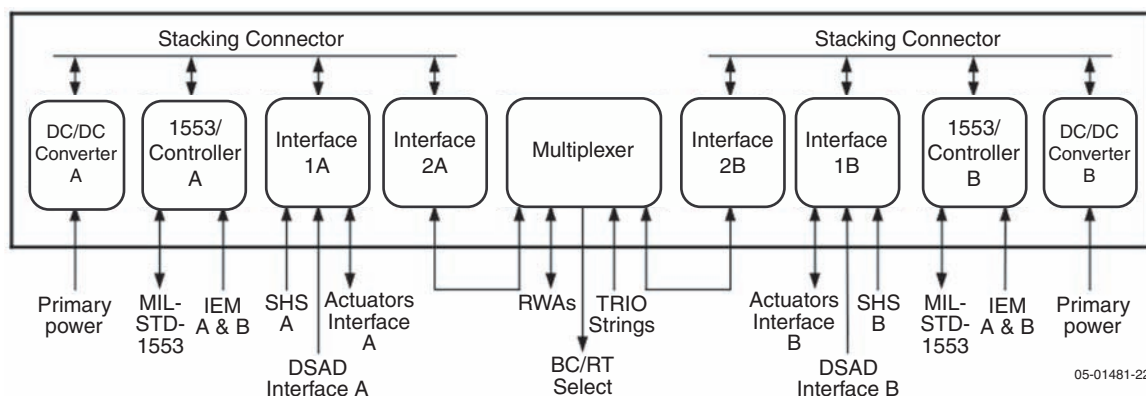 Stacking Connector
Stacking Connector
DC/DC
Converter
A
1553/
Controller
A
Interface
1A
Interface
2A
Multiplexer
Interface
2B
Interface
1B
1553/
Controller
B
DC/DC
Converter
B
Primary
power
MIL-
STD-
1553
IEM
A & B
SHS
A
DSAD
Interface A
Actuators
Interface
A
RWAs
BC/RT
Select
TRIO
Strings
Actuators
Interface
B
DSAD
Interface B
SHS
B
MIL-
STD-
1553
IEM
A & B
Primary
power
05-01481-22